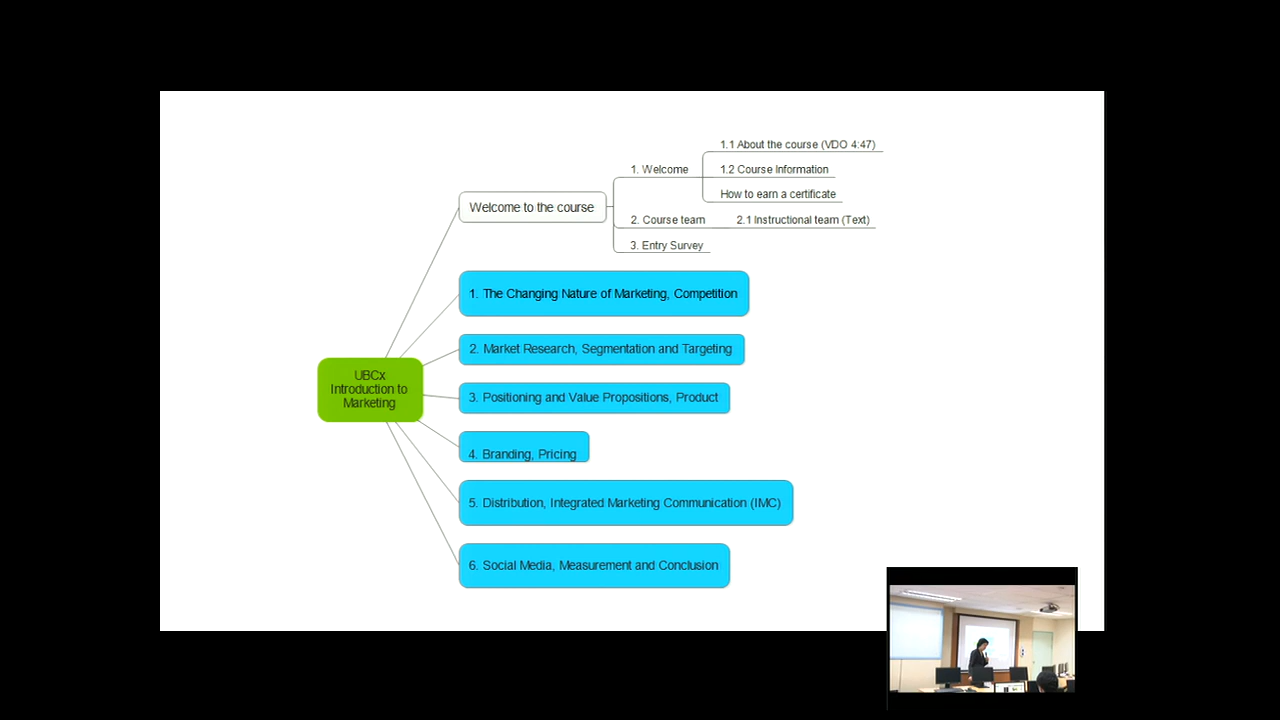 1.1 About the course (VDO 4:47)
1. Welcome
1.2 Course Information
How to earn a certificate
Welcome to the course
2. Course team
2.1 Instructional team (Text)
3. Entry Survey
1. The Changing Nature of Marketing, Competition
2. Market Research, Segmentation and Targeting
UBCx
Introduction to
Marketing
3. Positioning and Value Propositions, Product
4. Branding, Pricing
5. Distribution, Integrated Marketing Communication (IMC)
6. Social Media, Measurement and Conclusion